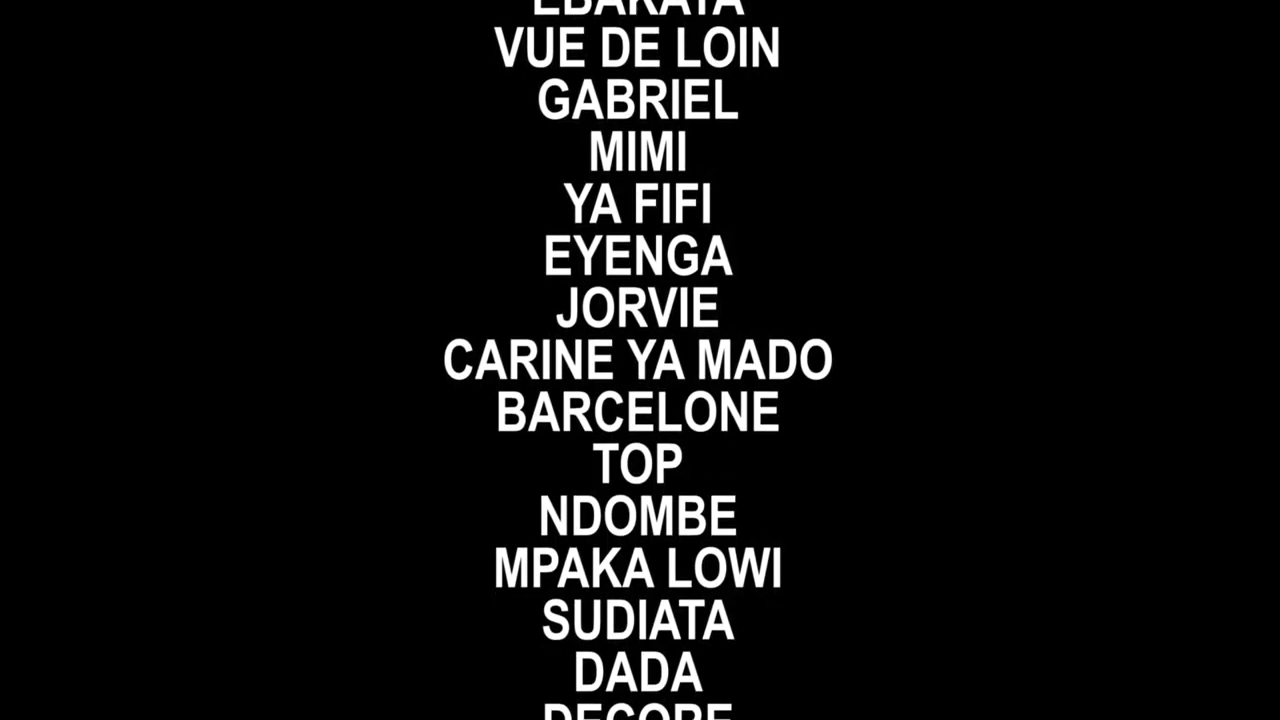 EBAKATA
VUE DE LOIN
GABRIEL
MIMI
YA FIFI
EYENGA
JORVIE
CARINE YA MADO
BARCELONE
TOP
NDOMBE
MPAKA LOWI
SUDIATA
DADA